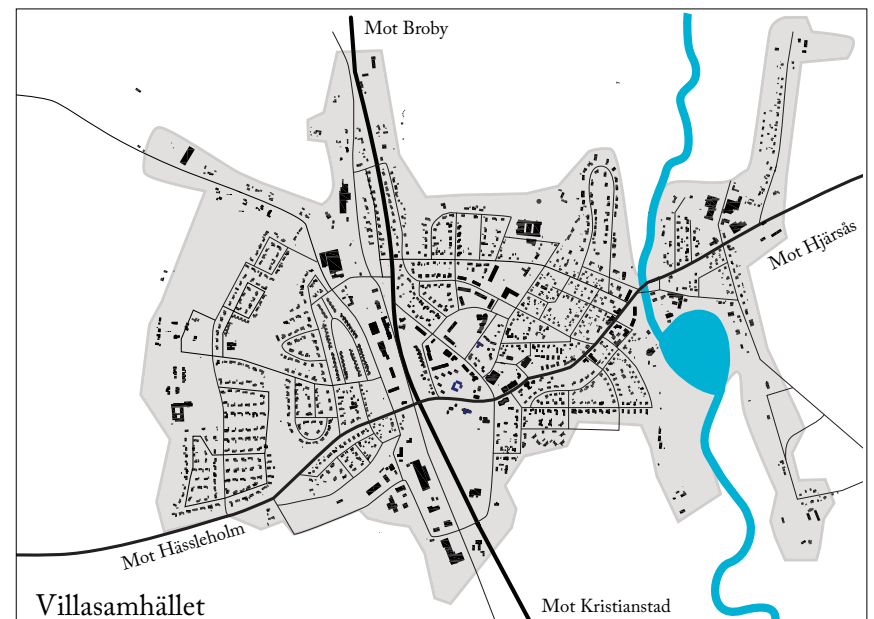 Mot Broby
Mot Hjärsås
Mot Hässleholm
Villasamhället
Mot Kristianstad